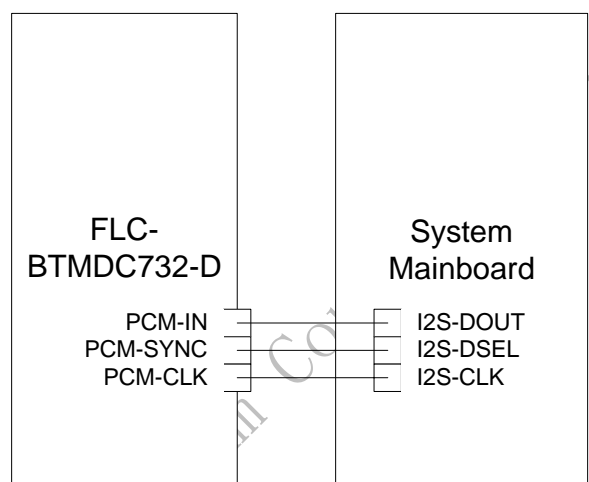 FLC-
BTMDC732-D
System
Mainboard
PCM-IN
I2S-DOUT
PCM-SYNC
I2S-DSEL
PCM-CLK
I2S-CLK